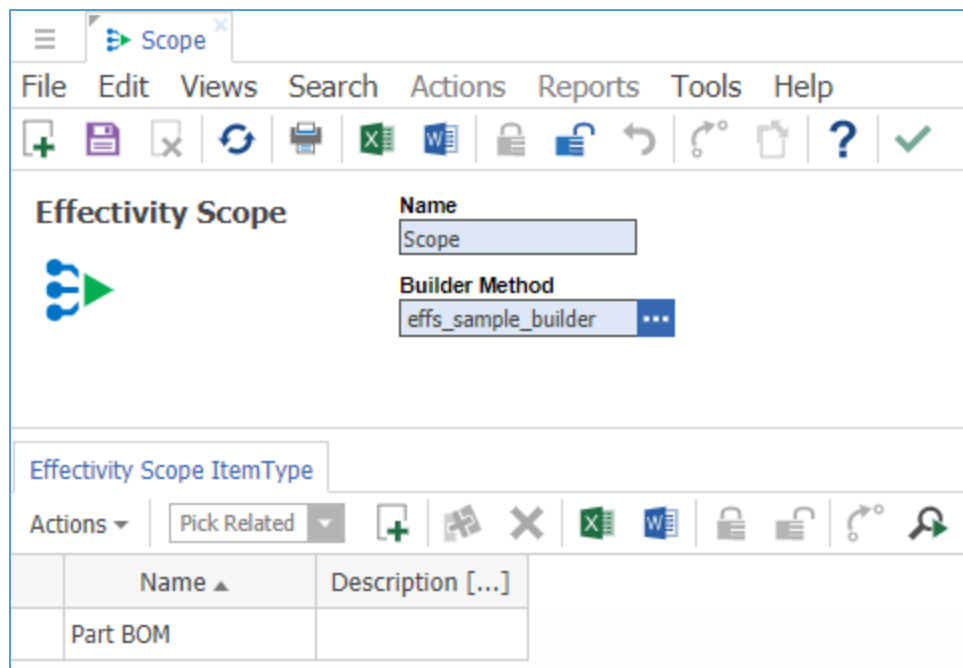 Scope
File Edit Views Search Actions Reports Tools Help
Effectivity Scope
Name
Scope
Builder Method
effs_sample_builder
Effectivity Scope ItemType
Actions
Pick Related
Name
Description [...]
Part BOM